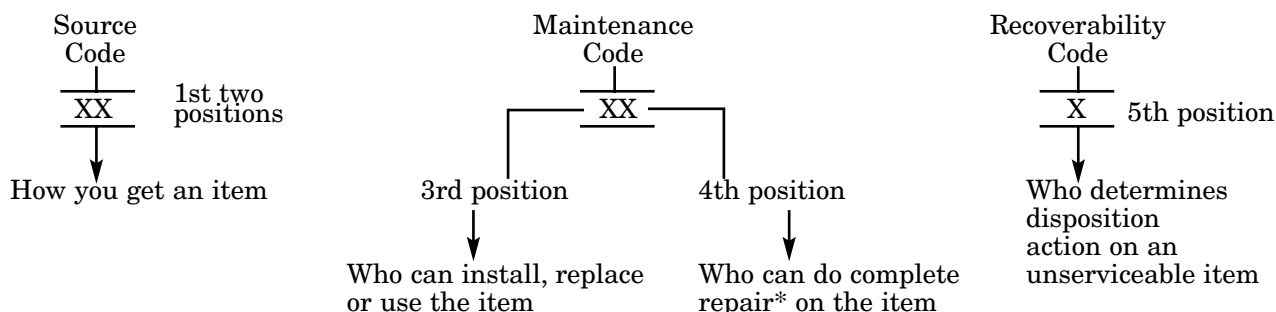 Source
Code
XX
1st two
positions
How you get an item
Maintenance
Code
XX
3rd position
Who can install, replace
or use the item
4th position
Who can do complete
repair* on the item
Recoverability
Code
X
5th position
Who determines
disposition
action on an
unserviceable item